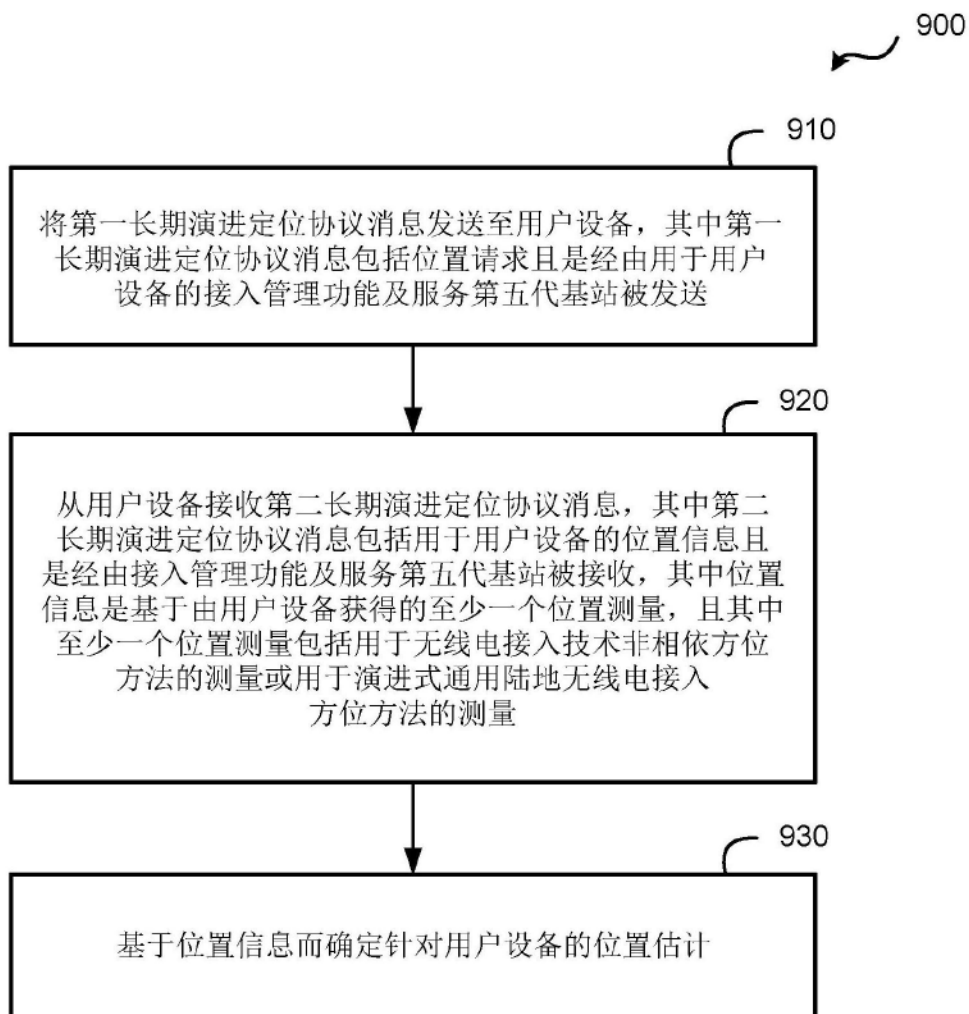 900
910
将第一长期演进定位协议消息发送至用户设备，其中第一
长期演进定位协议消息包括位置请求且是经由用于用户
设备的接入管理功能及服务第五代基站被发送
920
从用户设备接收第二长期演进定位协议消息，其中第二
长期演进定位协议消息包括用于用户设备的位置信息且
是经由接入管理功能及服务第五代基站被接收，其中位置
信息是基于由用户设备获得的至少一个位置测量，且其中
至少一个位置测量包括用于无线电接入技术非相依方位
方法的测量或用于演进式通用陆地无线电接入
方位方法的测量
930
基于位置信息而确定针对用户设备的位置估计